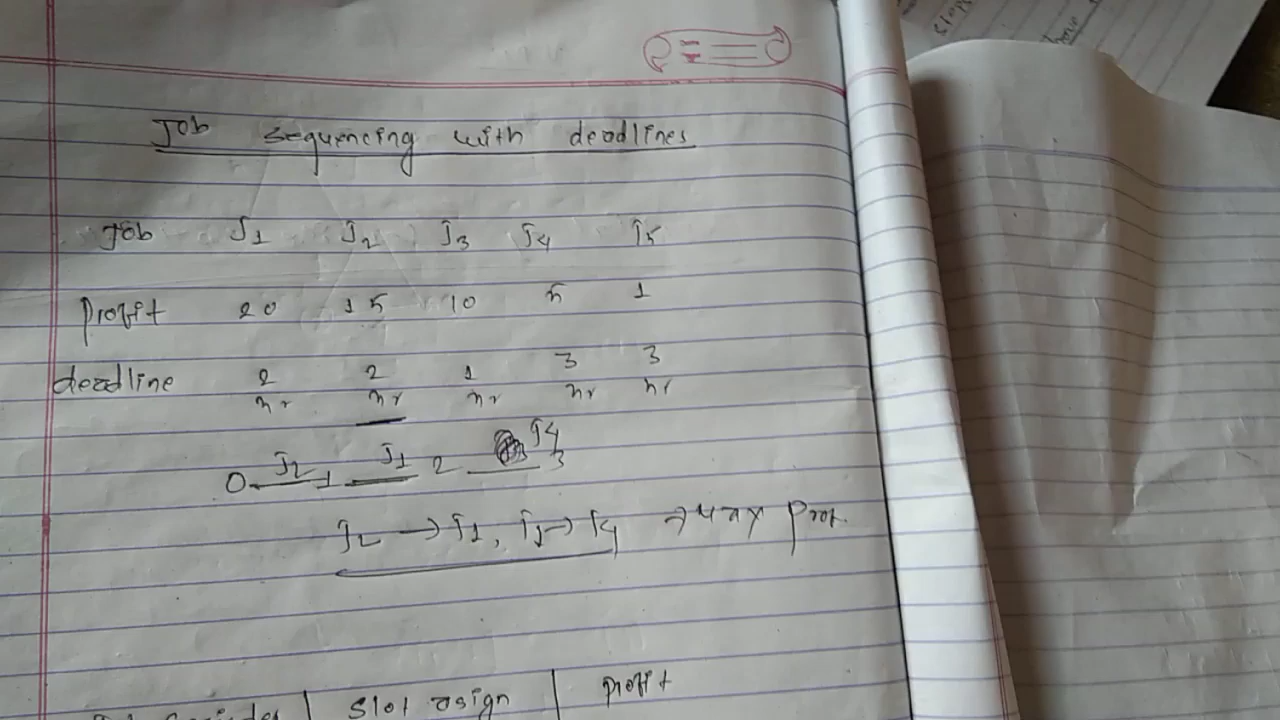 Job sequencing with deadlines
Job J1 J2 J3 J4 J5
Profit 20 15 10 5 1
deadline 2 2 1 3 3
hr hr hr hr hr
J2 J1 J4
0 1 2 3
J2 → J1, J1 → J4 → Max Prof.
Slot asign Profit